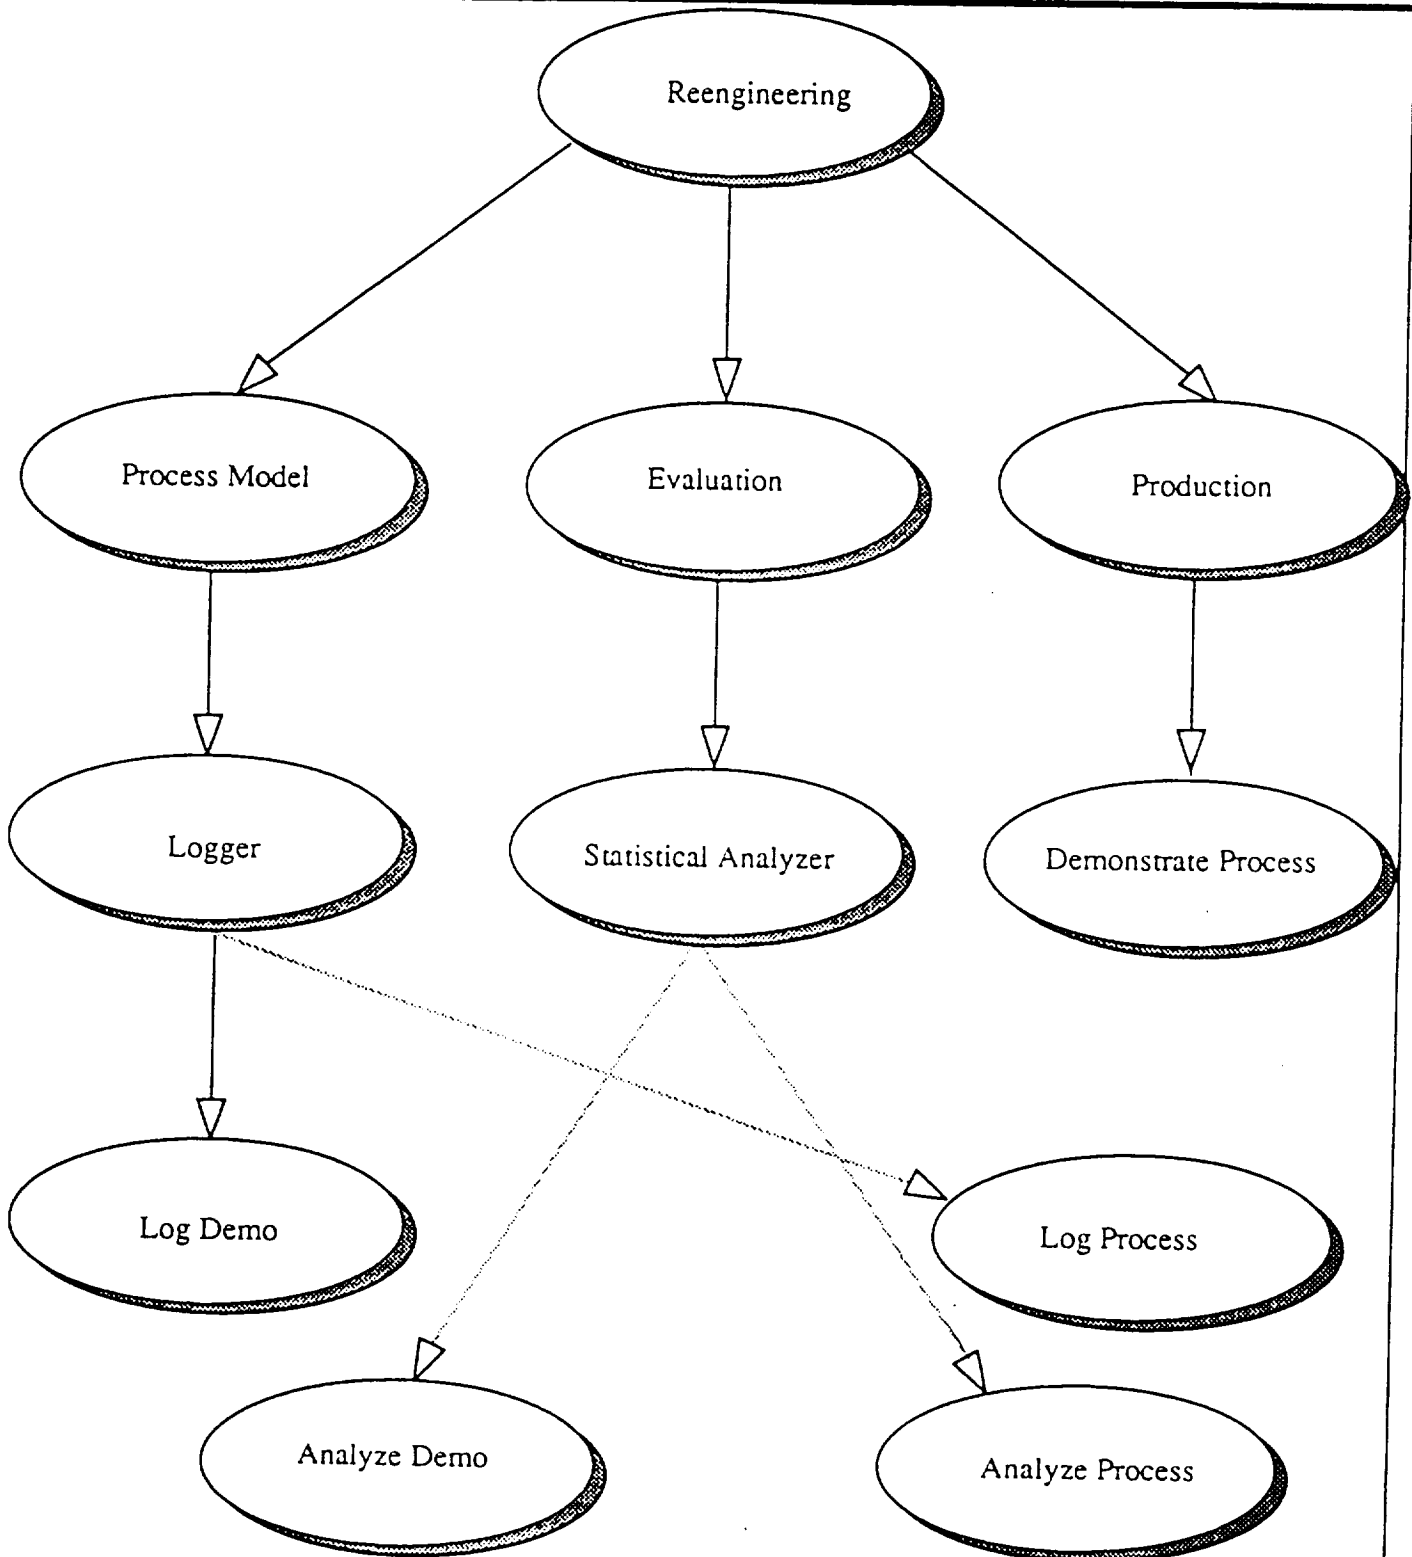 Reengineering
Process Model
Evaluation
Production
Logger
Statistical Analyzer
Demonstrate Process
Log Demo
Log Process
Analyze Demo
Analyze Process